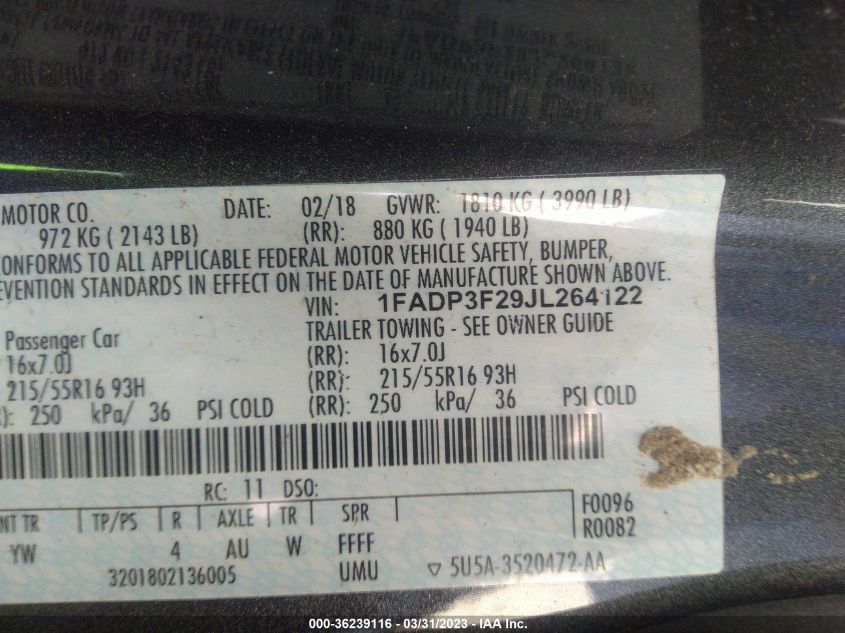 MOTOR CO. DATE: 02/18 GVWR: 1810 KG ( 3990 LB)
972 KG ( 2143 LB) (RR): 880 KG ( 1940 LB)
CONFORMS TO ALL APPLICABLE FEDERAL MOTOR VEHICLE SAFETY, BUMPER,
EVENTION STANDARDS IN EFFECT ON THE DATE OF MANUFACTURE SHOWN ABOVE.
VIN: 1FADP3F29JL264122
Passenger Car TRAILER TOWING - SEE OWNER GUIDE
16x7.0J (RR): 16x7.0J
215/55R16 93H (RR): 215/55R16 93H
R): 250 kPa/ 36 PSI COLD (RR): 250 kPa/ 36 PSI COLD
RC: 11 DSO:
NT TR TP/PS R AXLE TR SPR F0096
R0082
YW 4 AU W FFFF
3201802136005 UMU ▽ 5U5A-3520472-AA
000-36239116 - 03/31/2023 - IAA Inc.